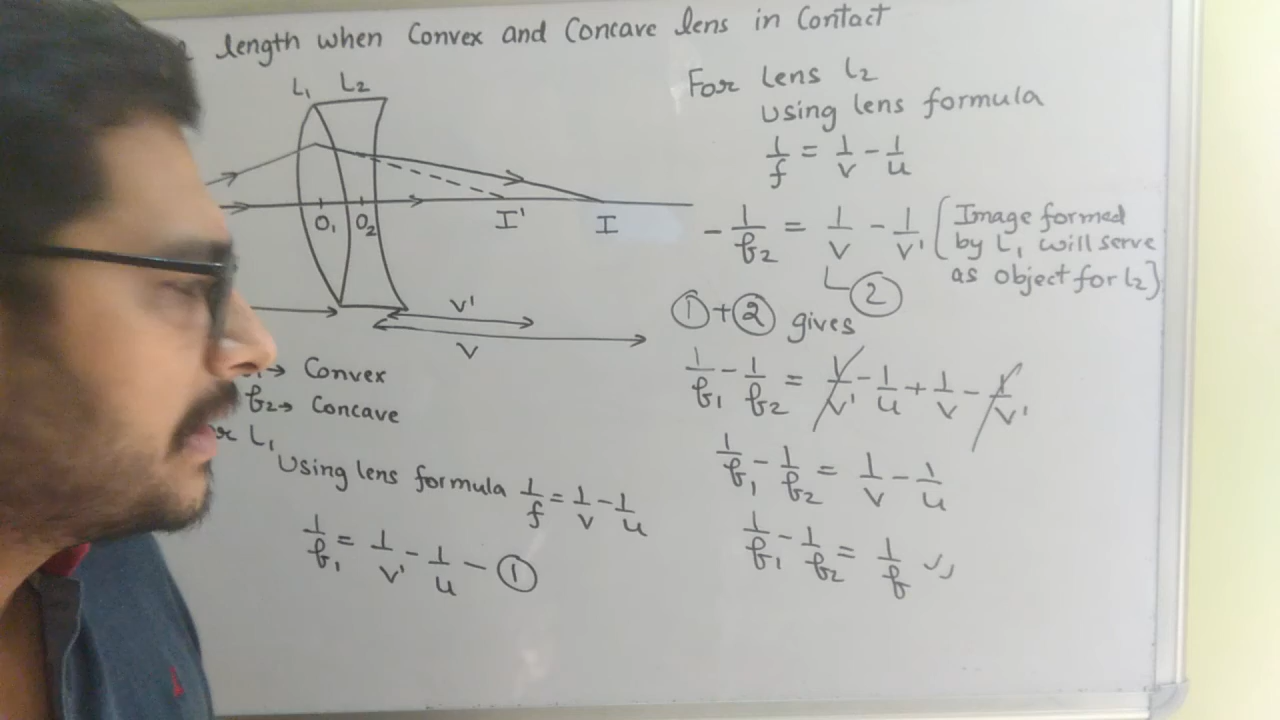 length when Convex and Concave lens in Contact
L₁ L₂
O₁ O₂ I' I
v'
v
→ Convex
f₂→ Concave
L₁
Using lens formula 1/f = 1/v - 1/u
1/f₁ = 1/v' - 1/u - ①
For Lens L₂
Using lens formula
1/f = 1/v - 1/u
- 1/f₂ = 1/v - 1/v' (Image formed
by L₁ will serve
as object for L₂)
②
①+② gives
1/f₁ - 1/f₂ = 1/v' - 1/u + 1/v - 1/v'
1/f₁ - 1/f₂ = 1/v - 1/u
1/f₁ - 1/f₂ = 1/f